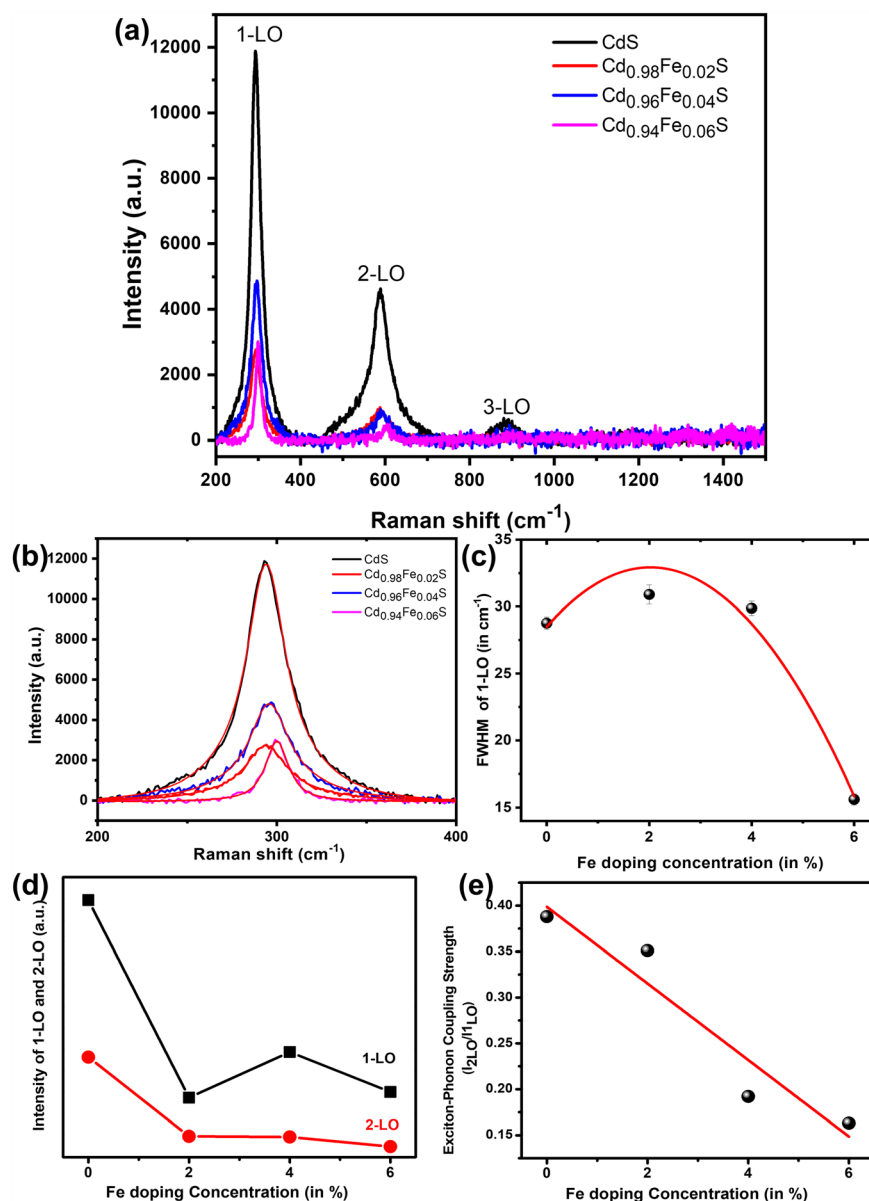 (a)
1-LO
2-LO
3-LO
CdS
Cd0.98Fe0.02S
Cd0.96Fe0.04S
Cd0.94Fe0.06S
12000
10000
8000
6000
4000
2000
0
Intensity (a.u.)
200 400 600 800 1000 1200 1400
Raman shift (cm-1)
(b)
CdS
Cd0.98Fe0.02S
Cd0.96Fe0.04S
Cd0.94Fe0.06S
12000
10000
8000
6000
4000
2000
0
Intensity (a.u.)
200 300 400
Raman shift (cm-1)
(c)
35
33
30
28
25
23
20
18
15
FWHM of 1-LO (in cm-1)
0 2 4 6
Fe doping concentration (in %)
(d)
Intensity of 1-LO and 2-LO (a.u.)
1-LO
2-LO
0 2 4 6
Fe doping Concentration (in %)
(e)
0.40
0.35
0.30
0.25
0.20
0.15
Exciton-Phonon Coupling Strength
(I2LO/I1LO)
0 2 4 6
Fe doping Concentration (in %)